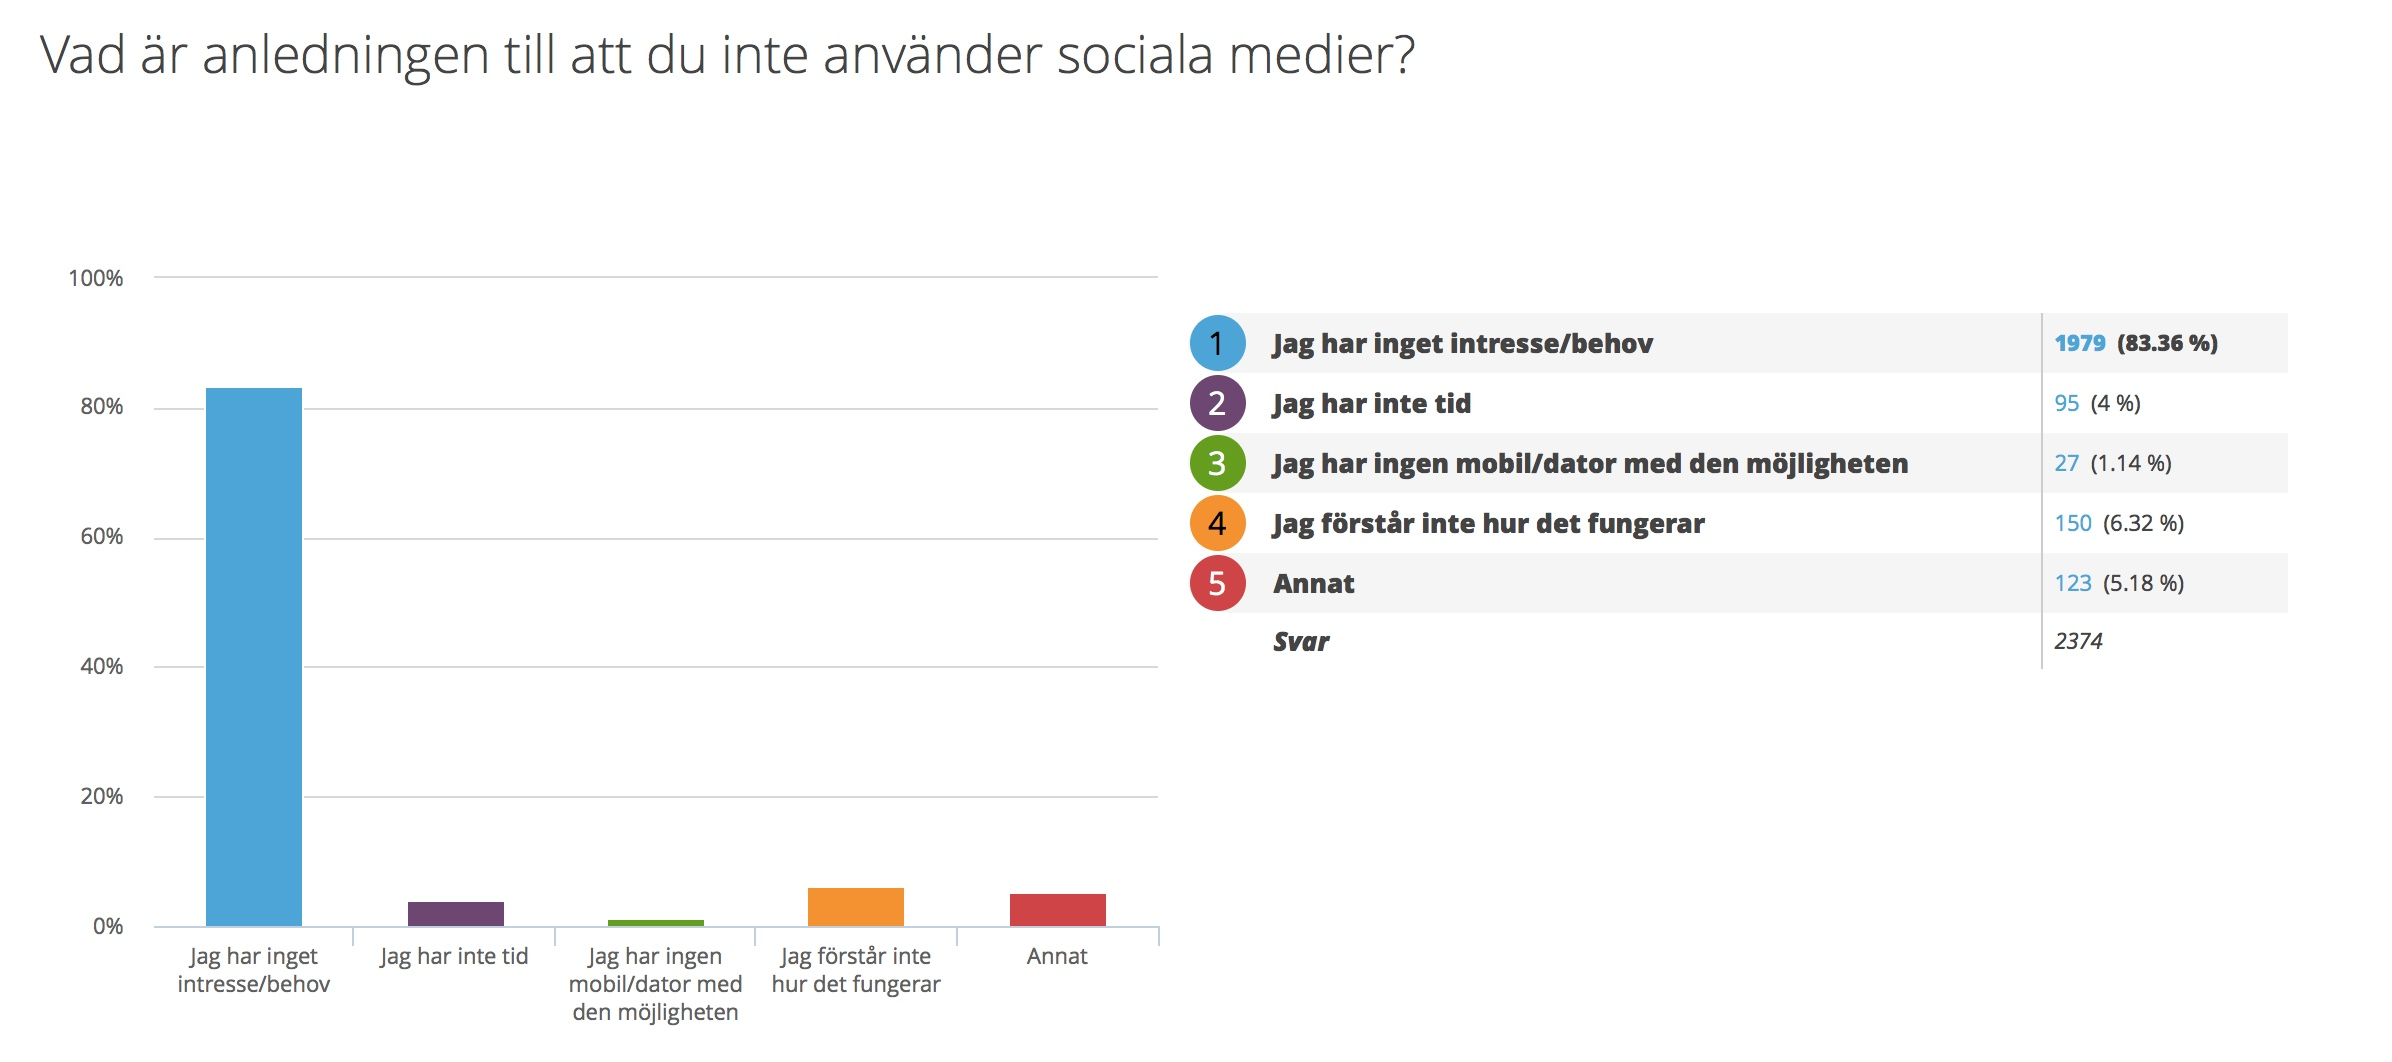 Vad är anledningen till att du inte använder sociala medier?
100%
80%
60%
40%
20%
0%
Jag har inget
intresse/behov
Jag har inte tid
Jag har ingen
mobil/dator med
den möjligheten
Jag förstår inte
hur det fungerar
Annat
1 Jag har inget intresse/behov 1979 (83.36 %)
2 Jag har inte tid 95 (4 %)
3 Jag har ingen mobil/dator med den möjligheten 27 (1.14 %)
4 Jag förstår inte hur det fungerar 150 (6.32 %)
5 Annat 123 (5.18 %)
Svar 2374